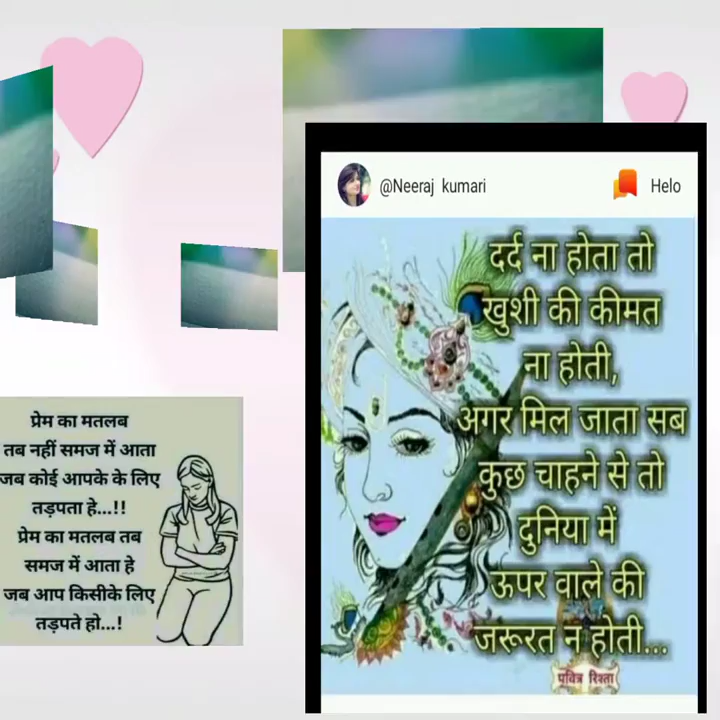 @Neeraj kumari
Helo
दर्द ना होता तो
खुशी की कीमत
ना होती,
अगर मिल जाता सब
कुछ चाहने से तो
दुनिया में
ऊपर वाले की
जरूरत न होती...
पवित्र रिश्ता
प्रेम का मतलब
तब नहीं समज में आता
जब कोई आपके के लिए
तड़पता हे...!!
प्रेम का मतलब तब
समज में आता हे
जब आप किसीके लिए
तड़पते हो...!